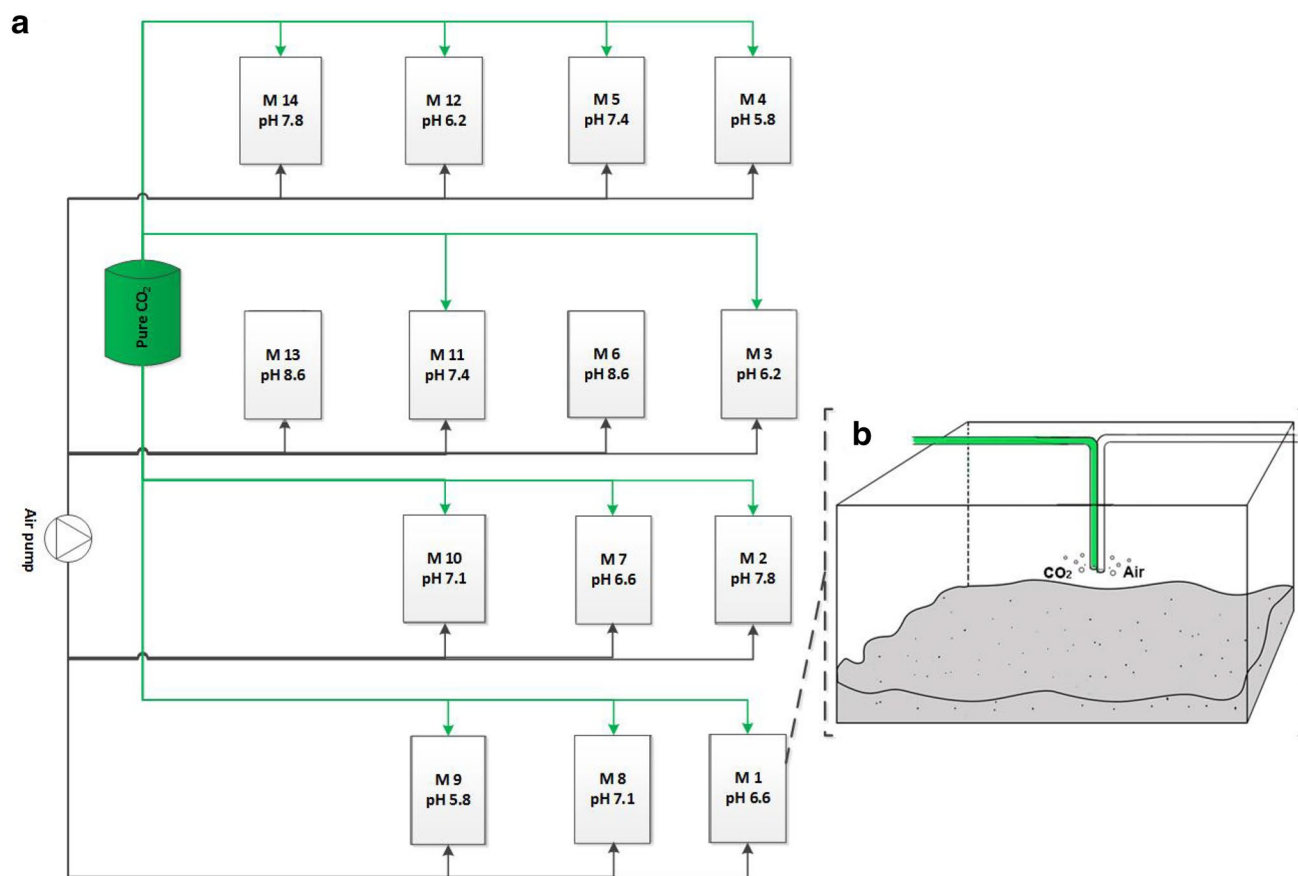 a
M 14
pH 7.8
M 12
pH 6.2
M 5
pH 7.4
M 4
pH 5.8
Pure CO₂
M 13
pH 8.6
M 11
pH 7.4
M 6
pH 8.6
M 3
pH 6.2
Air pump
M 10
pH 7.1
M 7
pH 6.6
M 2
pH 7.8
M 9
pH 5.8
M 8
pH 7.1
M 1
pH 6.6
b
CO₂
Air